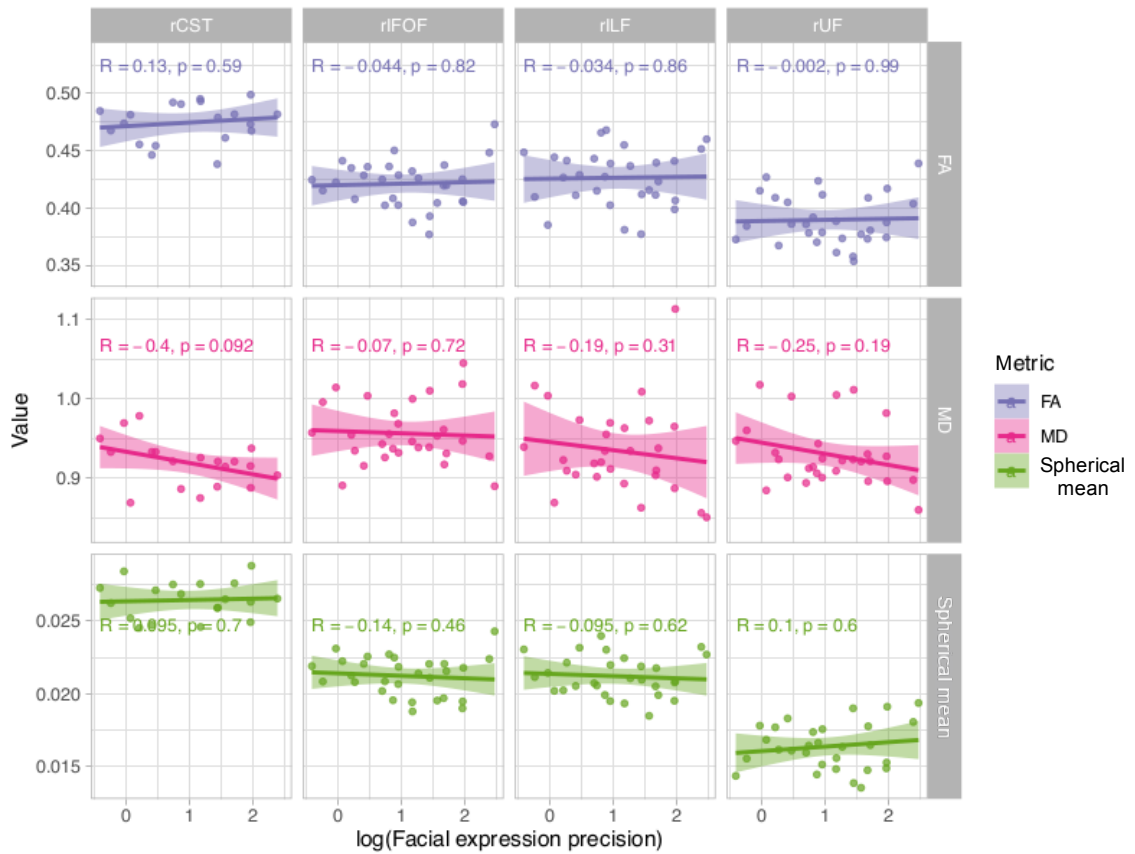 rCST rIFOF rILF rUF
R = 0.13, p = 0.59 R = −0.044, p = 0.82 R = −0.034, p = 0.86 R = −0.002, p = 0.99
0.50
0.45
0.40
0.35
FA
1.1
1.0
0.9
R = −0.4, p = 0.092 R = −0.07, p = 0.72 R = −0.19, p = 0.31 R = −0.25, p = 0.19
MD
Value
0.025
0.020
0.015
R = 0.095, p = 0.7 R = −0.14, p = 0.46 R = −0.095, p = 0.62 R = 0.1, p = 0.6
Spherical mean
0 1 2 0 1 2 0 1 2 0 1 2
log(Facial expression precision)
Metric
a FA
a MD
a Spherical
mean